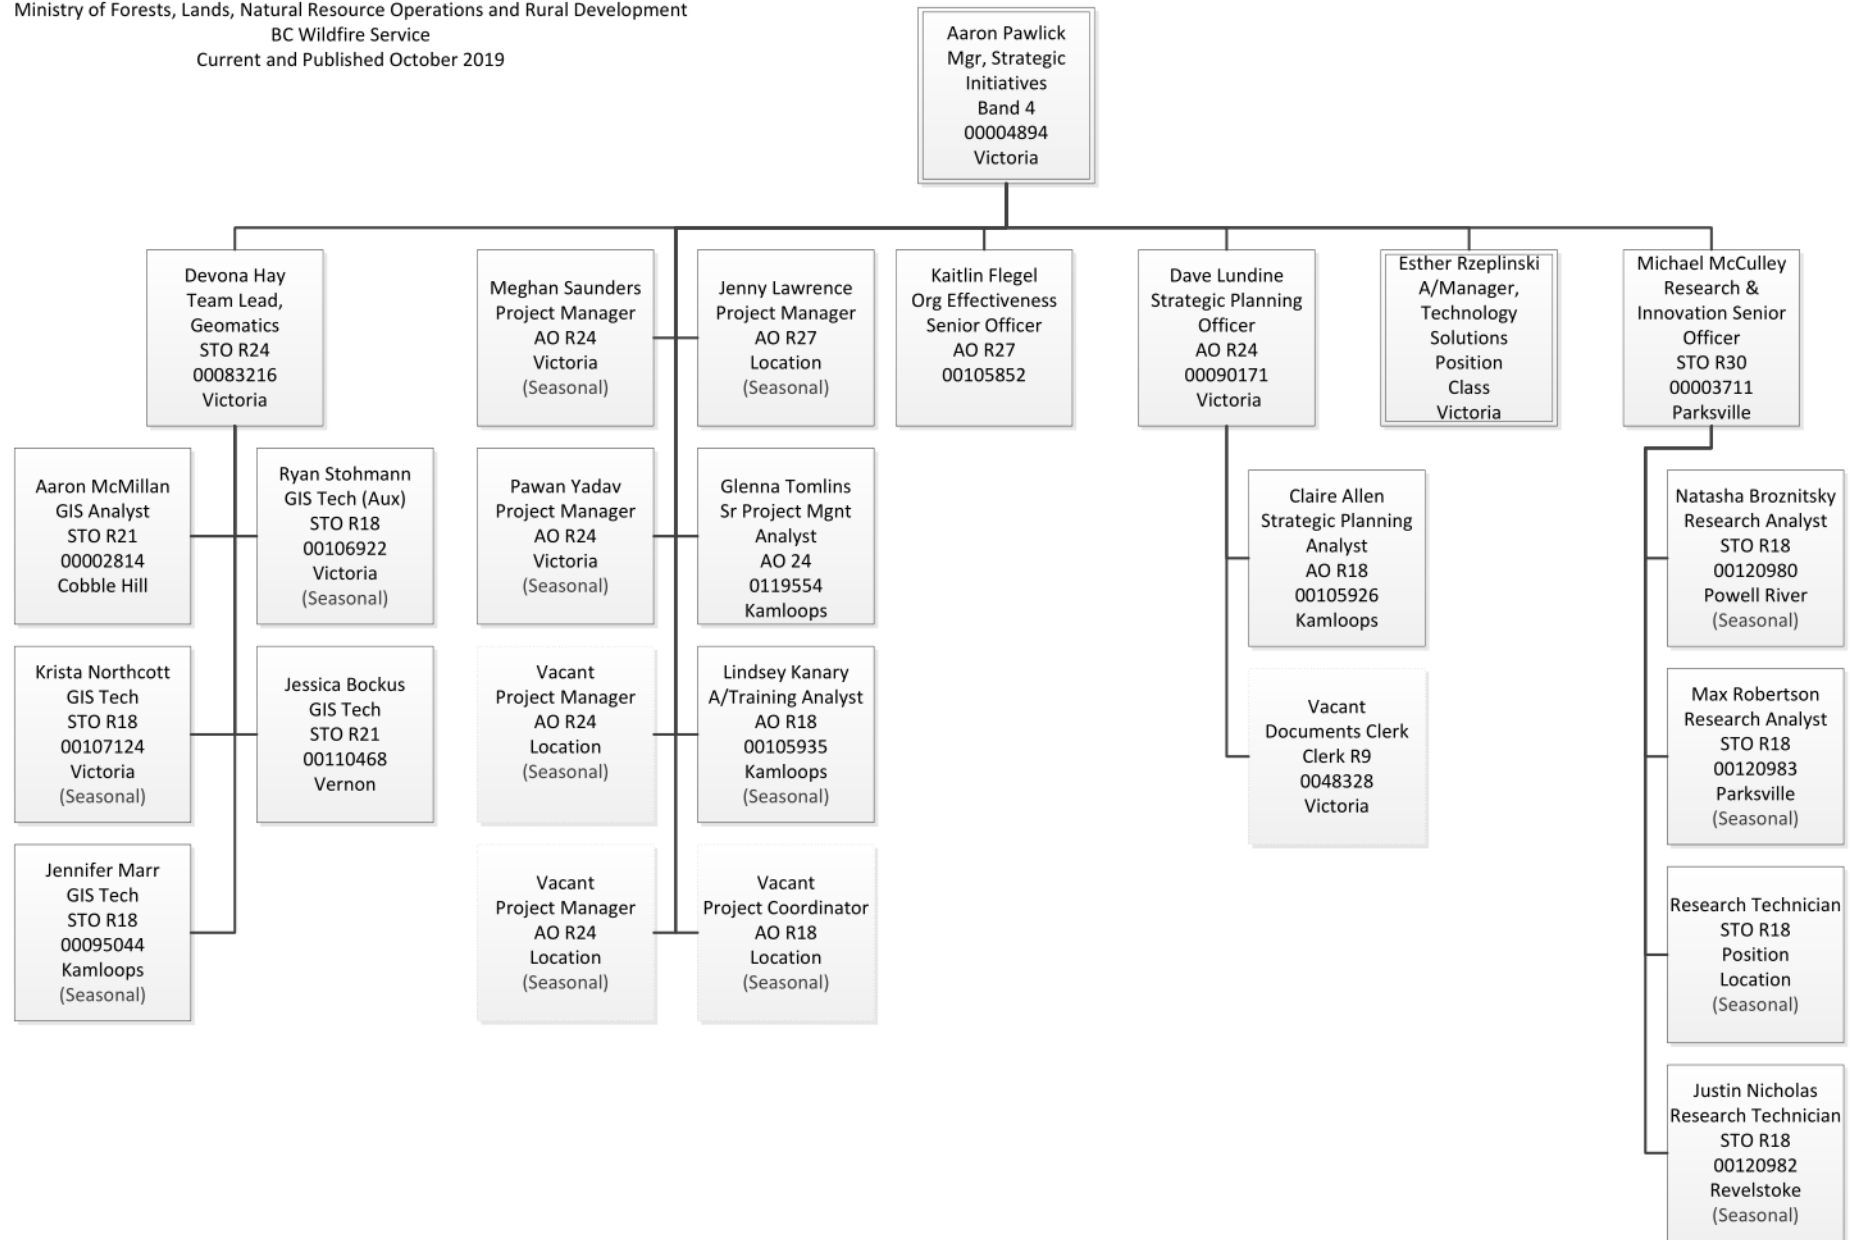 Ministry of Forests, Lands, Natural Resource Operations and Rural Development
BC Wildfire Service
Current and Published October 2019
Aaron Pawlick
Mgr, Strategic
Initiatives
Band 4
00004894
Victoria
Devona Hay
Team Lead,
Geomatics
STO R24
00083216
Victoria
Aaron McMillan
GIS Analyst
STO R21
00002814
Cobble Hill
Ryan Stohmann
GIS Tech (Aux)
STO R18
00106922
Victoria
(Seasonal)
Krista Northcott
GIS Tech
STO R18
00107124
Victoria
(Seasonal)
Jessica Bockus
GIS Tech
STO R21
00110468
Vernon
Jennifer Marr
GIS Tech
STO R18
00095044
Kamloops
(Seasonal)
Meghan Saunders
Project Manager
AO R24
Victoria
(Seasonal)
Jenny Lawrence
Project Manager
AO R27
Location
(Seasonal)
Pawan Yadav
Project Manager
AO R24
Victoria
(Seasonal)
Glenna Tomlins
Sr Project Mgnt
Analyst
AO 24
0119554
Kamloops
Vacant
Project Manager
AO R24
Location
(Seasonal)
Lindsey Kanary
A/Training Analyst
AO R18
00105935
Kamloops
(Seasonal)
Vacant
Project Manager
AO R24
Location
(Seasonal)
Vacant
Project Coordinator
AO R18
Location
(Seasonal)
Kaitlin Flegel
Org Effectiveness
Senior Officer
AO R27
00105852
Dave Lundine
Strategic Planning
Officer
AO R24
00090171
Victoria
Claire Allen
Strategic Planning
Analyst
AO R18
00105926
Kamloops
Vacant
Documents Clerk
Clerk R9
0048328
Victoria
Esther Rzeplinski
A/Manager,
Technology
Solutions
Position
Class
Victoria
Michael McCulley
Research &
Innovation Senior
Officer
STO R30
00003711
Parksville
Natasha Broznitsky
Research Analyst
STO R18
00120980
Powell River
(Seasonal)
Max Robertson
Research Analyst
STO R18
00120983
Parksville
(Seasonal)
Research Technician
STO R18
Position
Location
(Seasonal)
Justin Nicholas
Research Technician
STO R18
00120982
Revelstoke
(Seasonal)